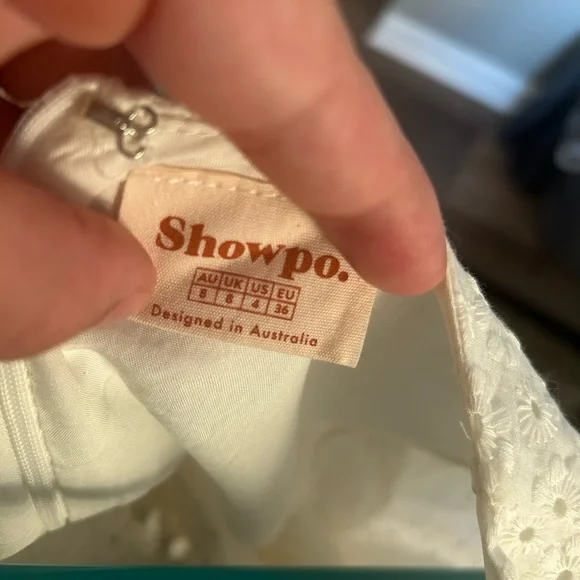 Showpo.
AU UK US EU
8 8 4 36
Designed in Australia